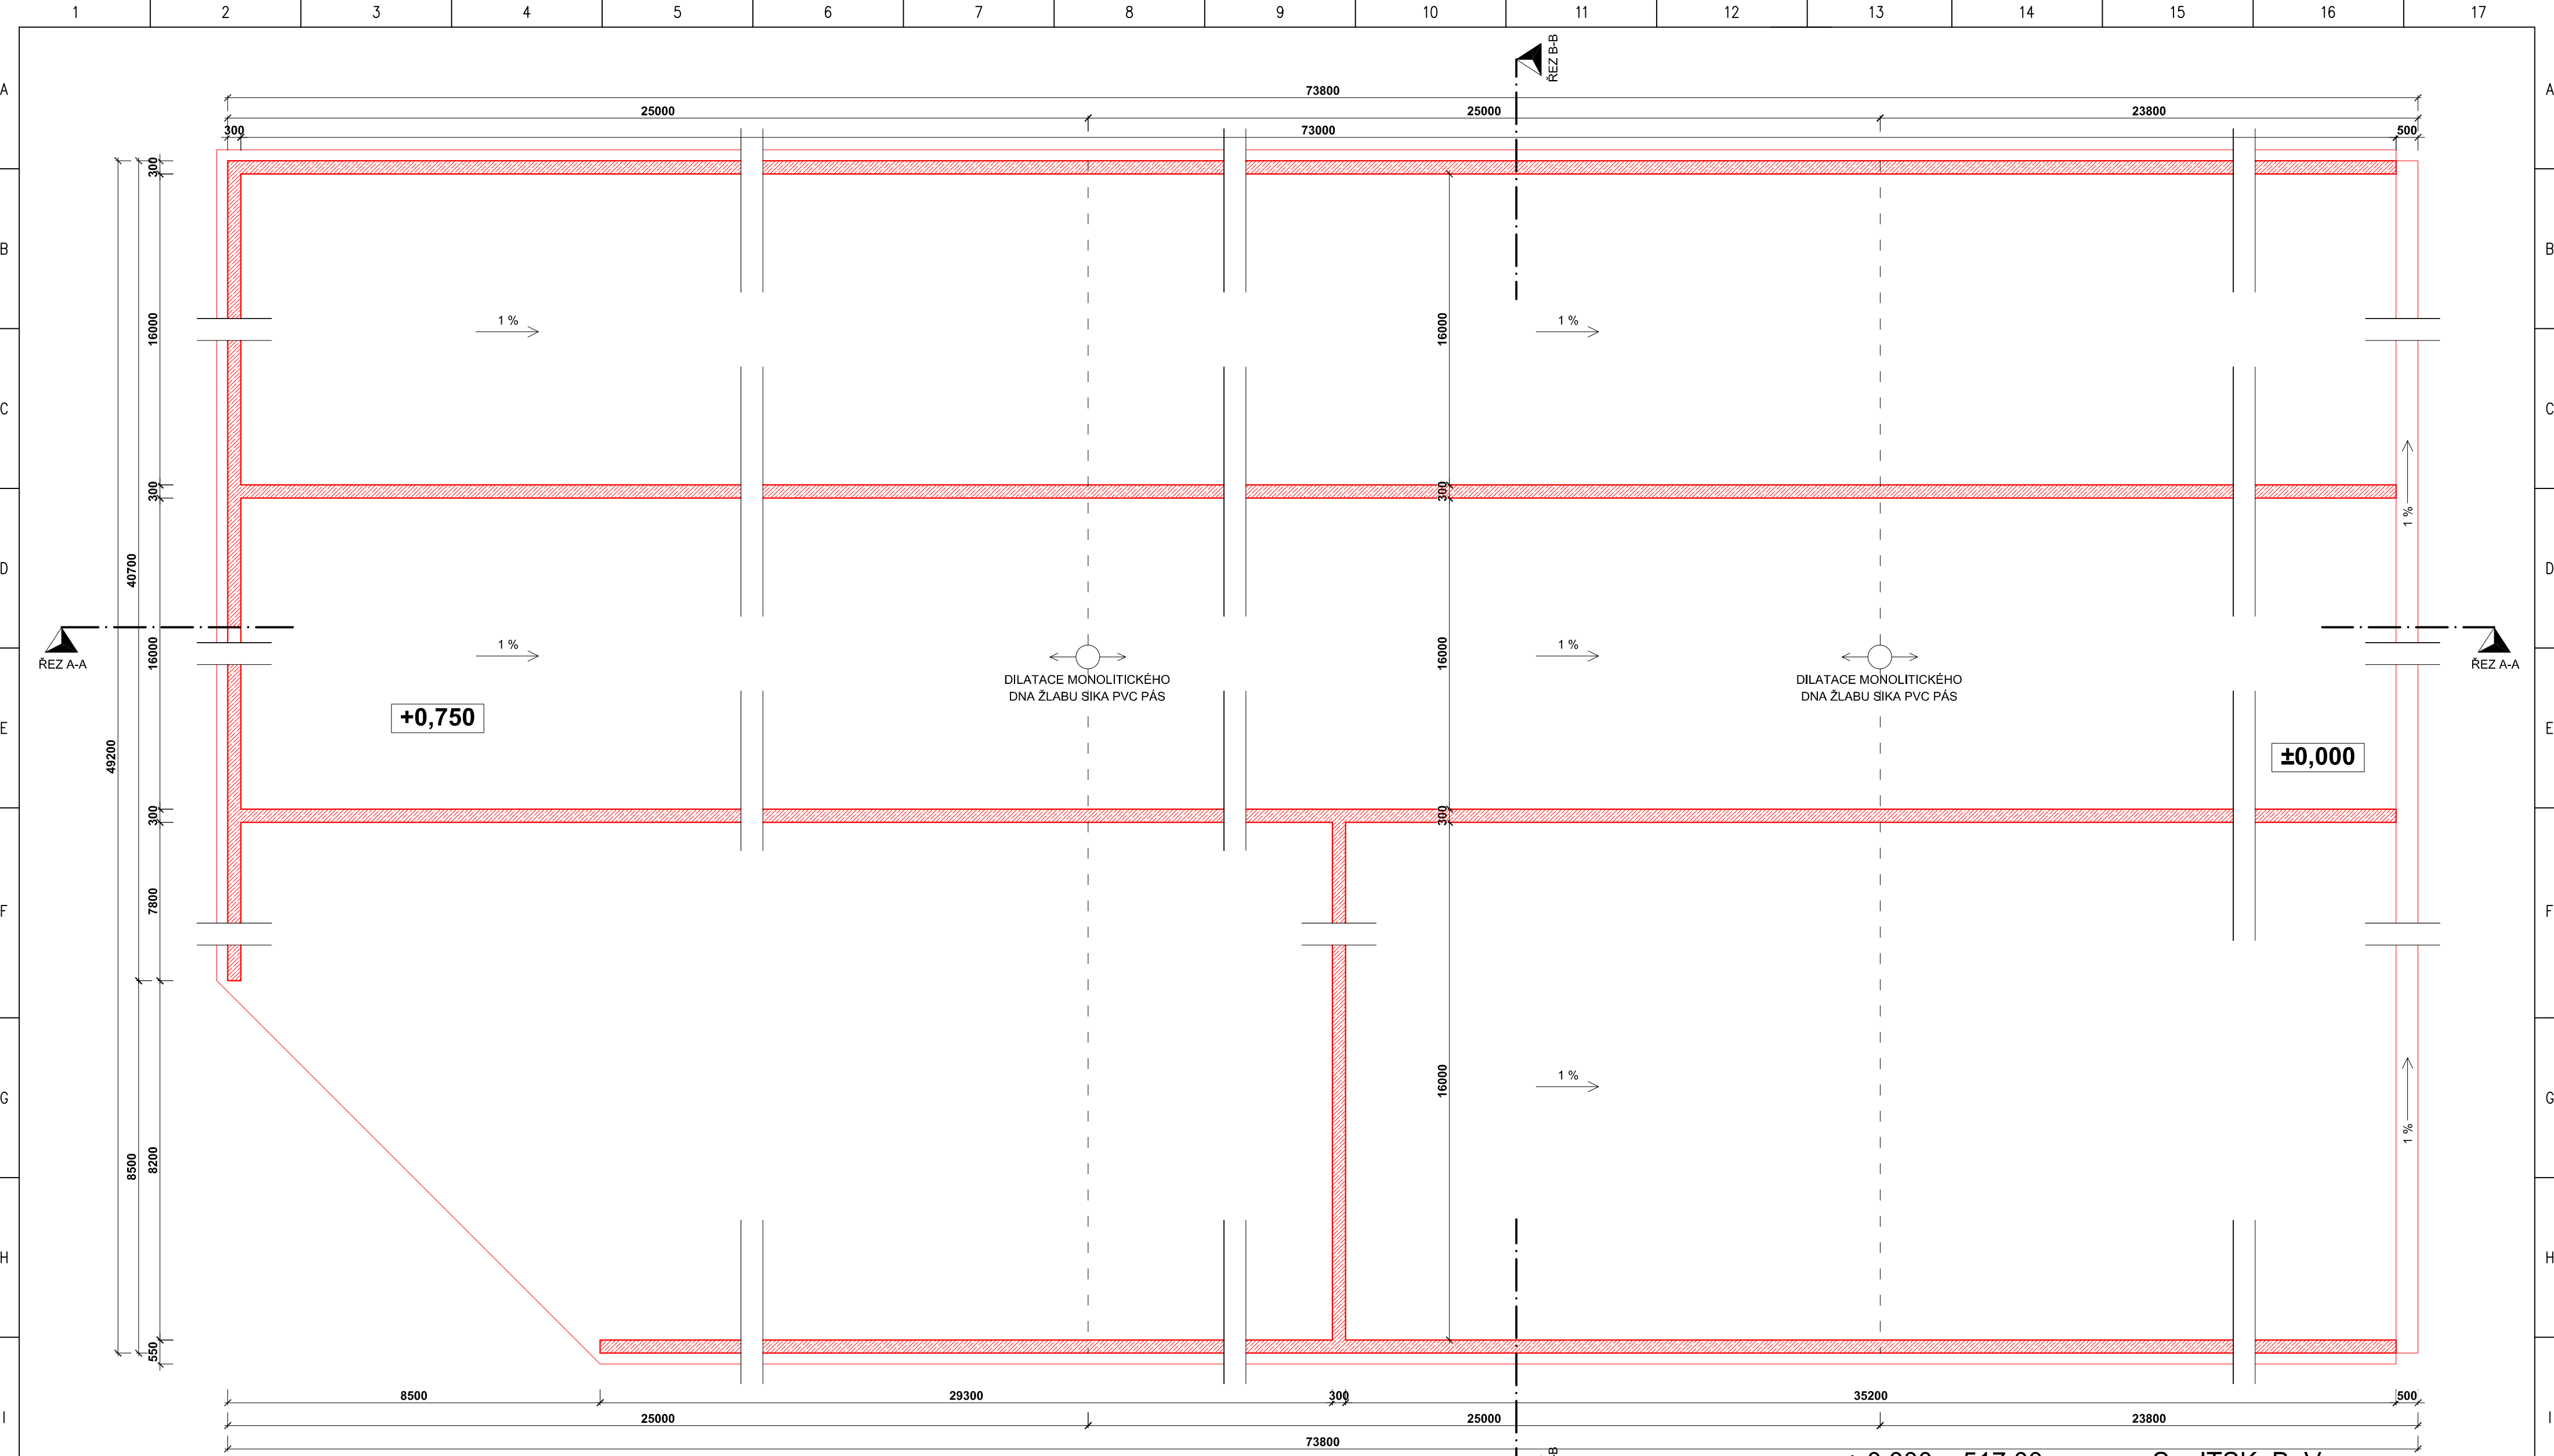 1 2 3 4 5 6 7 8 9 10 11 12 13 14 15 16 17
ŘEZ B-B
A A
73800
25000 25000 23800
300 73000 500
300
B B
16000 16000
1 % 1 %
C C
300 300
1 %
D D
40700
16000 16000
1 % 1 %
ŘEZ A-A ŘEZ A-A
DILATACE MONOLITICKÉHO
DNA ŽLABU SIKA PVC PÁS
DILATACE MONOLITICKÉHO
DNA ŽLABU SIKA PVC PÁS
+0,750
E E
49200
±0,000
300 300
F F
7800
16000
1 %
G G
1 %
8500 8200
H H
550
8500 29300 300 35200 500
I I
25000 25000 23800
73800